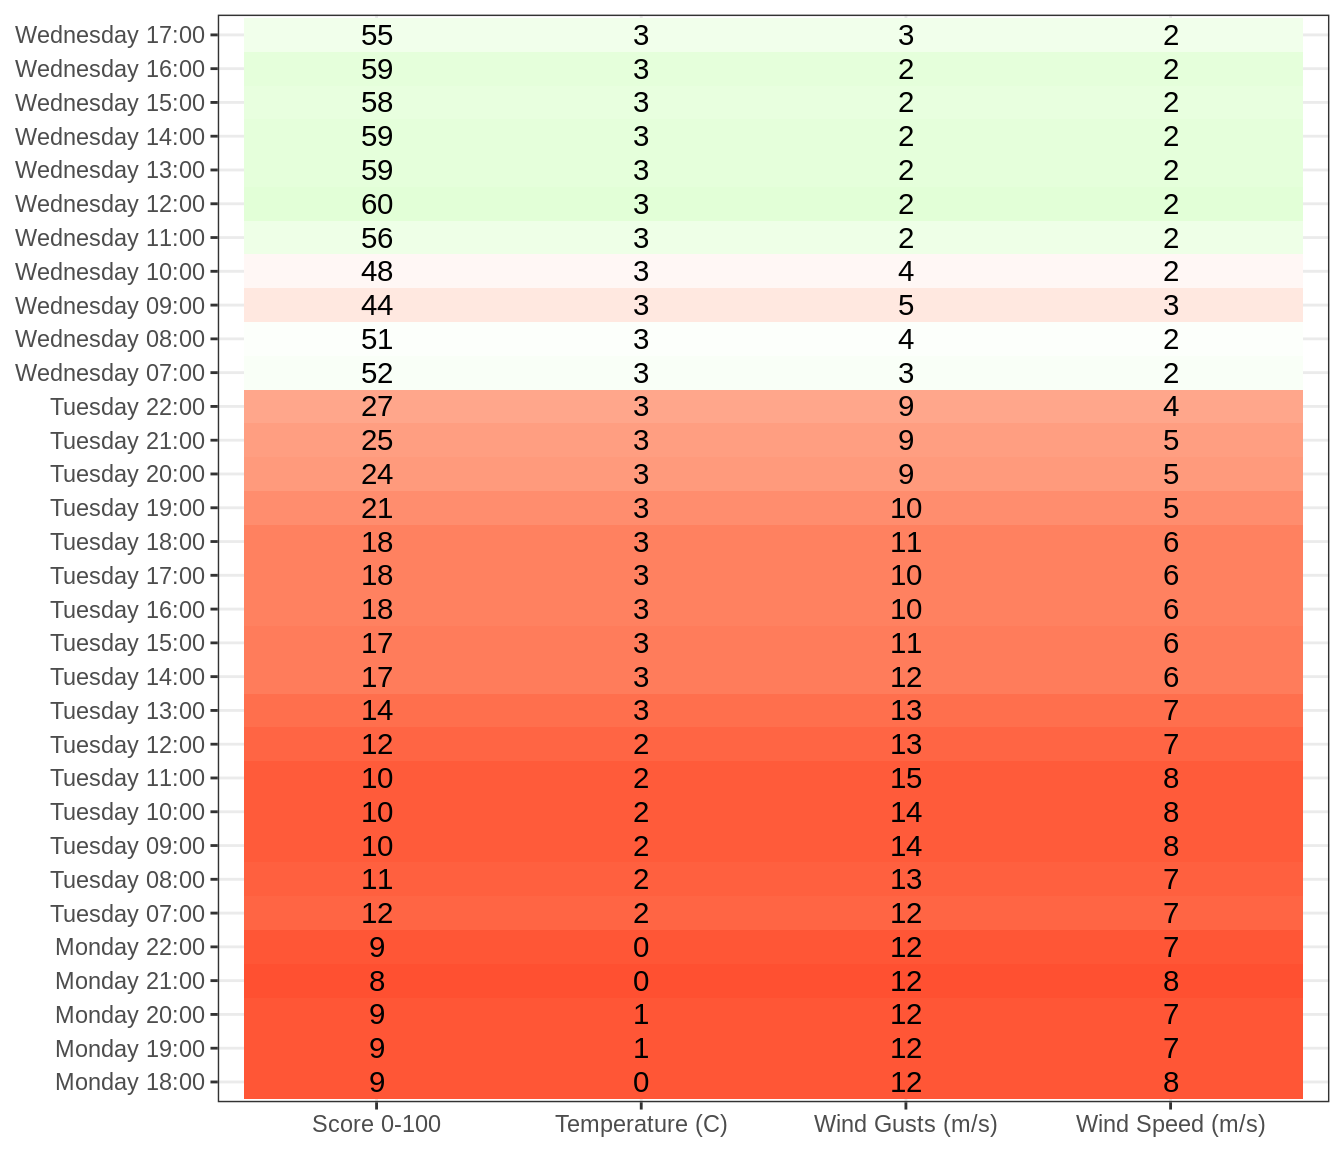 Wednesday 17:00 55 3 3 2
Wednesday 16:00 59 3 2 2
Wednesday 15:00 58 3 2 2
Wednesday 14:00 59 3 2 2
Wednesday 13:00 59 3 2 2
Wednesday 12:00 60 3 2 2
Wednesday 11:00 56 3 2 2
Wednesday 10:00 48 3 4 2
Wednesday 09:00 44 3 5 3
Wednesday 08:00 51 3 4 2
Wednesday 07:00 52 3 3 2
Tuesday 22:00 27 3 9 4
Tuesday 21:00 25 3 9 5
Tuesday 20:00 24 3 9 5
Tuesday 19:00 21 3 10 5
Tuesday 18:00 18 3 11 6
Tuesday 17:00 18 3 10 6
Tuesday 16:00 18 3 10 6
Tuesday 15:00 17 3 11 6
Tuesday 14:00 17 3 12 6
Tuesday 13:00 14 3 13 7
Tuesday 12:00 12 2 13 7
Tuesday 11:00 10 2 15 8
Tuesday 10:00 10 2 14 8
Tuesday 09:00 10 2 14 8
Tuesday 08:00 11 2 13 7
Tuesday 07:00 12 2 12 7
Monday 22:00 9 0 12 7
Monday 21:00 8 0 12 8
Monday 20:00 9 1 12 7
Monday 19:00 9 1 12 7
Monday 18:00 9 0 12 8
Score 0-100 Temperature (C) Wind Gusts (m/s) Wind Speed (m/s)